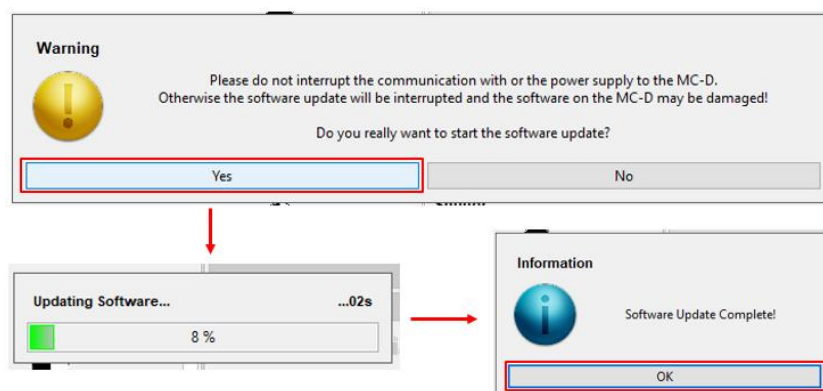 Warning
Please do not interrupt the communication with or the power supply to the MC-D.
Otherwise the software update will be interrupted and the software on the MC-D may be damaged!
Do you really want to start the software update?
Yes
No
Updating Software...
...02s
8 %
Information
Software Update Complete!
OK